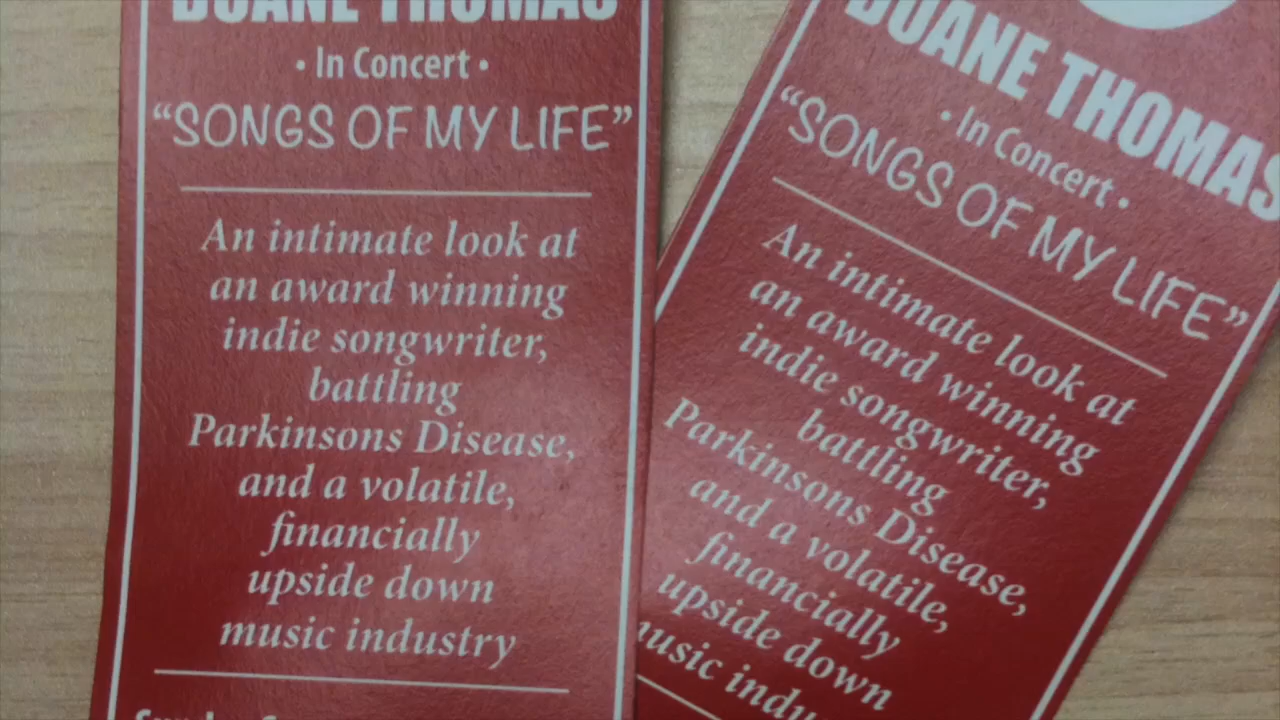 DUANE THOMAS
• In Concert •
“SONGS OF MY LIFE”
An intimate look at
an award winning
indie songwriter,
battling
Parkinsons Disease,
and a volatile,
financially
upside down
music industry
DUANE THOMAS
• In Concert •
“SONGS OF MY LIFE”
An intimate look at
an award winning
indie songwriter,
battling
Parkinsons Disease,
and a volatile,
financially
upside down
music indu